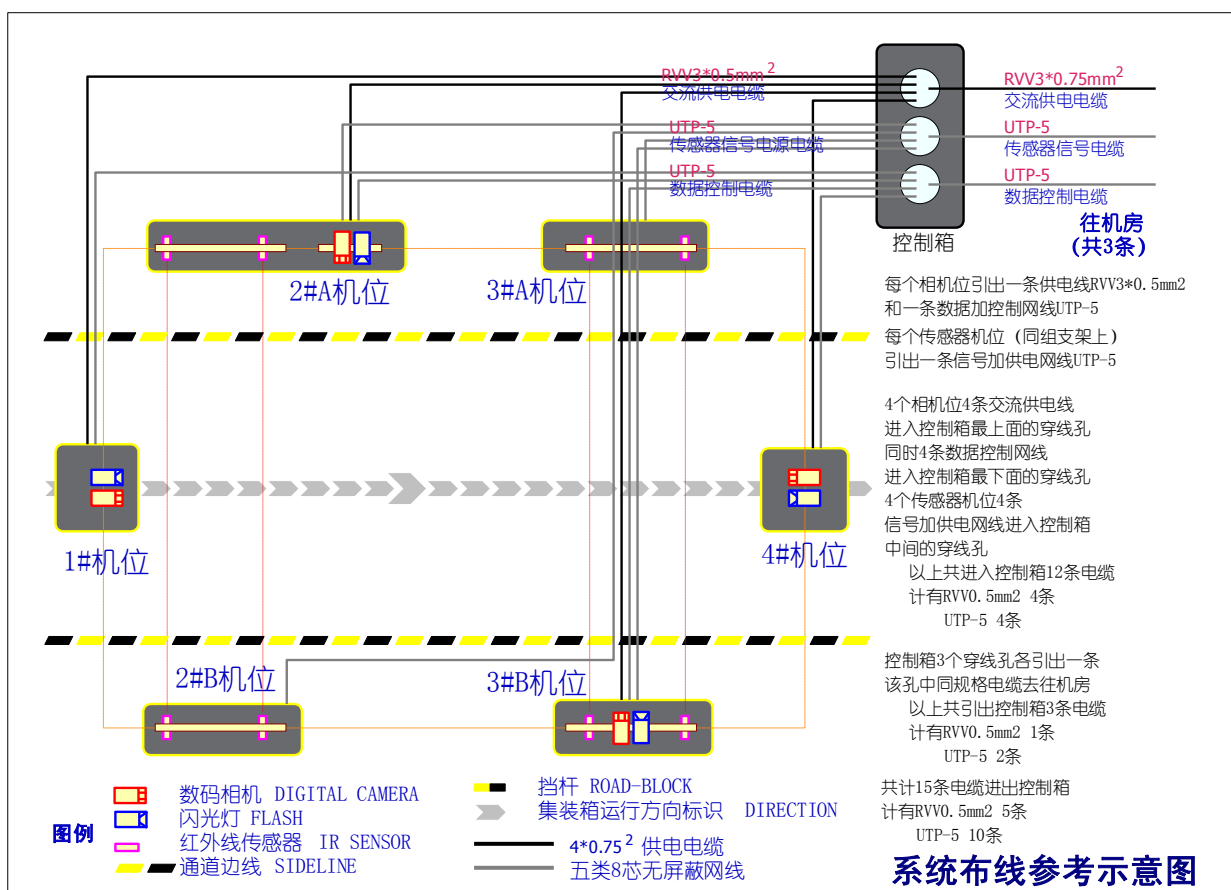 RVV3*0.5mm²
交流供电电缆
UTP-5
传感器信号电源电缆
UTP-5
数据控制电缆
RVV3*0.75mm²
交流供电电缆
UTP-5
传感器信号电缆
UTP-5
数据控制电缆
控制箱
往机房
(共3条)
2#A机位
3#A机位
1#机位
4#机位
2#B机位
3#B机位
每个相机位引出一条供电线RVV3*0.5mm2
和一条数据加控制网线UTP-5
每个传感器机位 (同组支架上)
引出一条信号加供电网线UTP-5
4个相机位4条交流供电线
进入控制箱最上面的穿线孔
同时4条数据控制网线
进入控制箱最下面的穿线孔
4个传感器机位4条
信号加供电网线进入控制箱
中间的穿线孔
以上共进入控制箱12条电缆
计有RVV0.5mm2 4条
UTP-5 4条
控制箱3个穿线孔各引出一条
该孔中同规格电缆去往机房
以上共引出控制箱3条电缆
计有RVV0.5mm2 1条
UTP-5 2条
共计15条电缆进出控制箱
计有RVV0.5mm2 5条
UTP-5 10条
图例
数码相机 DIGITAL CAMERA
闪光灯 FLASH
红外线传感器 IR SENSOR
通道边线 SIDELINE
挡杆 ROAD-BLOCK
集装箱运行方向标识 DIRECTION
4*0.75² 供电电缆
五类8芯无屏蔽网线
系统布线参考示意图